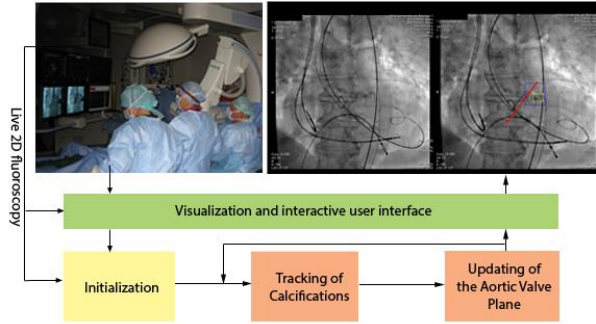 Live 2D fluoroscopy
Visualization and interactive user interface
Initialization
Tracking of
Calcifications
Updating of
the Aortic Valve
Plane